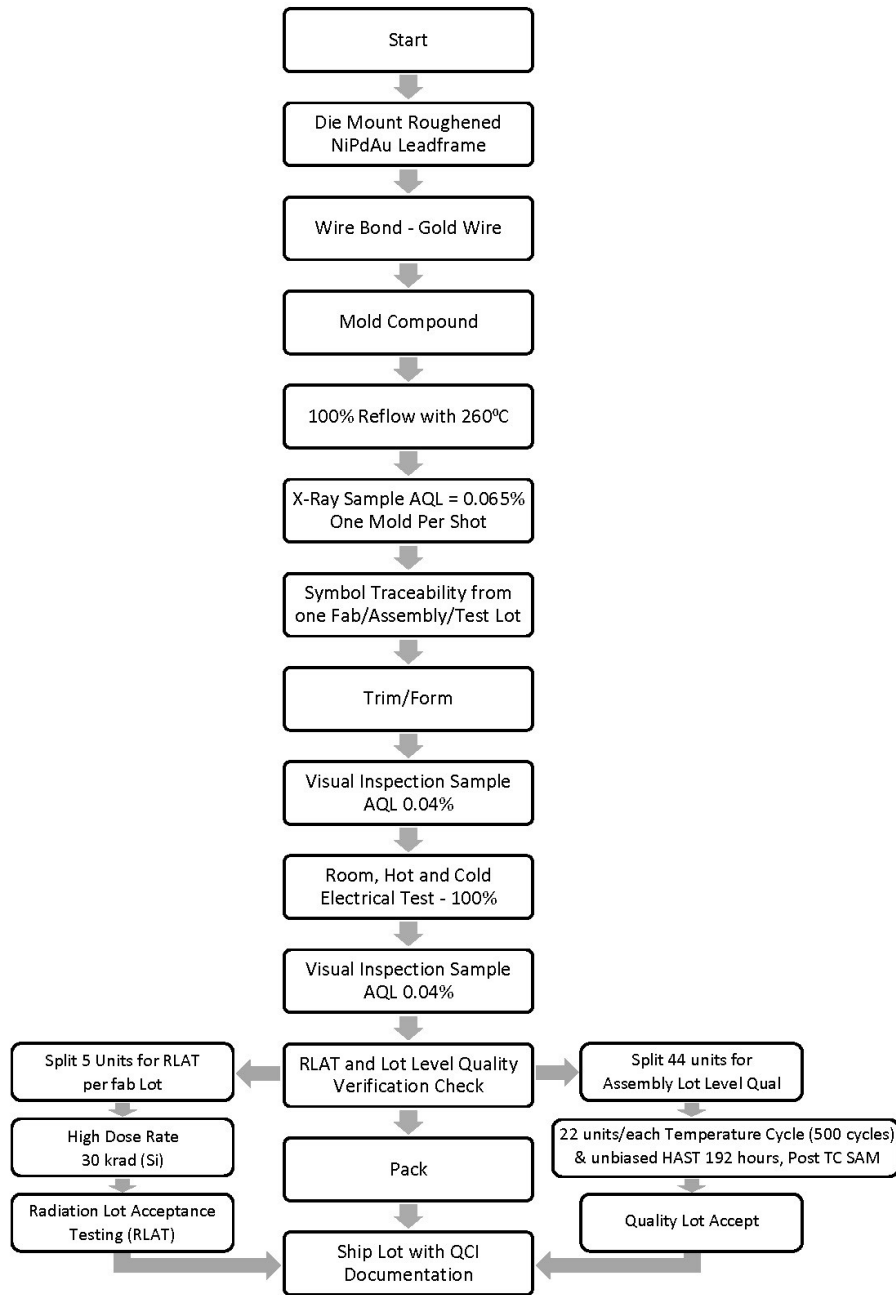 Start
Die Mount Roughened
NiPdAu Leadframe
Wire Bond - Gold Wire
Mold Compound
100% Reflow with 260⁰C
X-Ray Sample AQL = 0.065%
One Mold Per Shot
Symbol Traceability from
one Fab/Assembly/Test Lot
Trim/Form
Visual Inspection Sample
AQL 0.04%
Room, Hot and Cold
Electrical Test - 100%
Visual Inspection Sample
AQL 0.04%
RLAT and Lot Level Quality
Verification Check
Split 5 Units for RLAT
per fab Lot
High Dose Rate
30 krad (Si)
Radiation Lot Acceptance
Testing (RLAT)
Split 44 units for
Assembly Lot Level Qual
22 units/each Temperature Cycle (500 cycles)
& unbiased HAST 192 hours, Post TC SAM
Quality Lot Accept
Pack
Ship Lot with QCI
Documentation